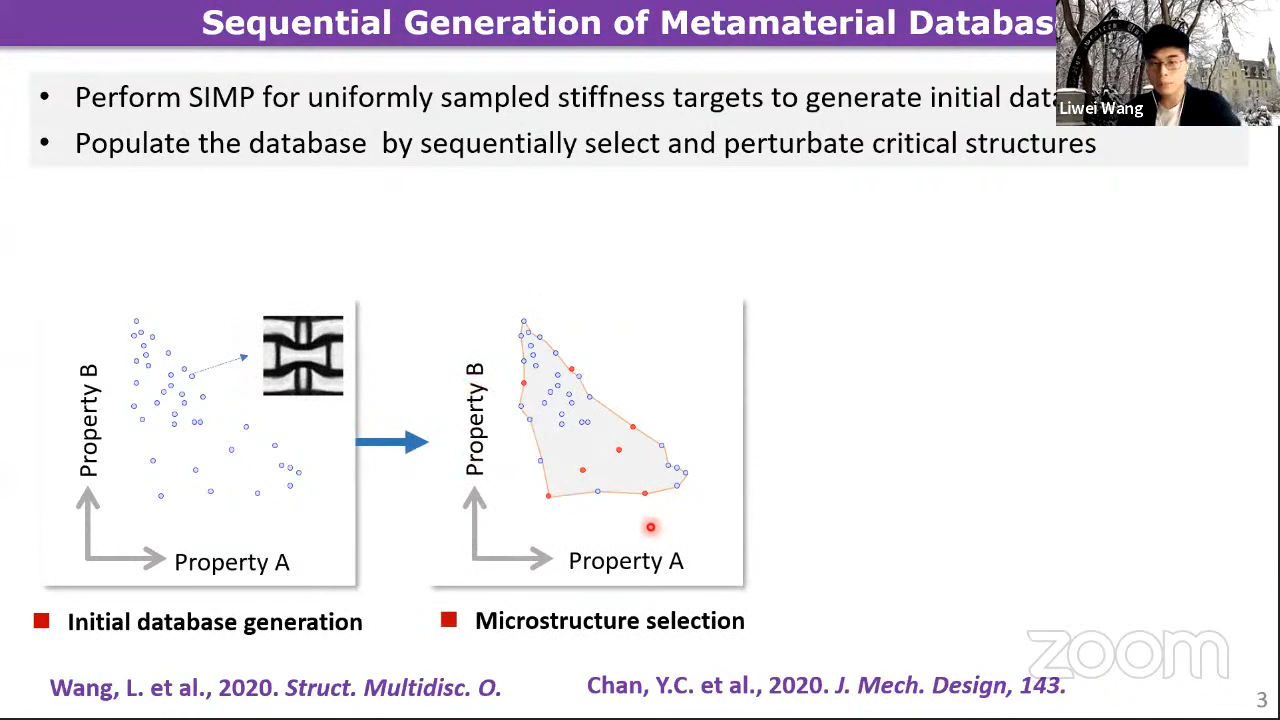 Sequential Generation of Metamaterial Database
• Perform SIMP for uniformly sampled stiffness targets to generate initial data
Liwei Wang
• Populate the database by sequentially select and perturbate critical structures
Property B
Property A
Property B
Property A
Initial database generation
Microstructure selection
zoom
Wang, L. et al., 2020. Struct. Multidisc. O.
Chan, Y.C. et al., 2020. J. Mech. Design, 143.
3